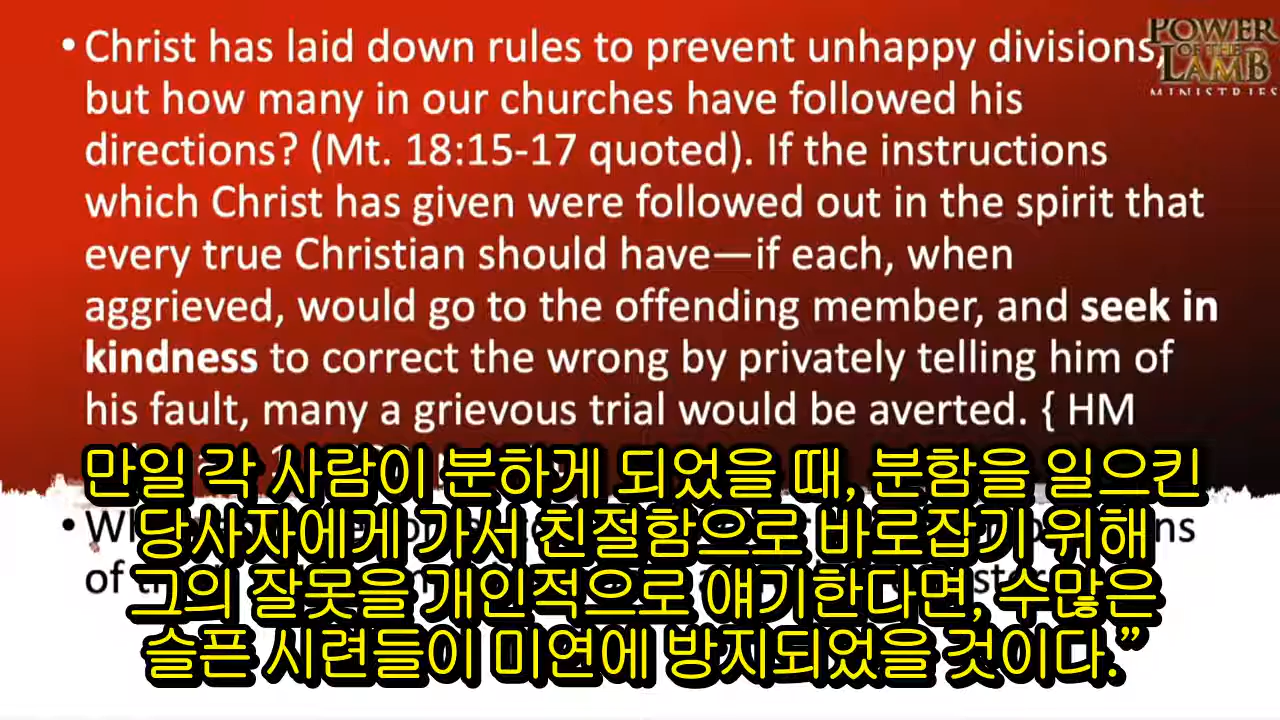 • Christ has laid down rules to prevent unhappy divisions,
but how many in our churches have followed his
directions? (Mt. 18:15-17 quoted). If the instructions
which Christ has given were followed out in the spirit that
every true Christian should have—if each, when
aggrieved, would go to the offending member, and seek in
kindness to correct the wrong by privately telling him of
his fault, many a grievous trial would be averted. { HM
POWER
OF THE
LAMB
MINISTRIES
만일 각 사람이 분하게 되었을 때, 분함을 일으킨
당사자에게 가서 친절함으로 바로잡기 위해
그의 잘못을 개인적으로 얘기한다면, 수많은
슬픈 시련들이 미연에 방지되었을 것이다.”
•
of